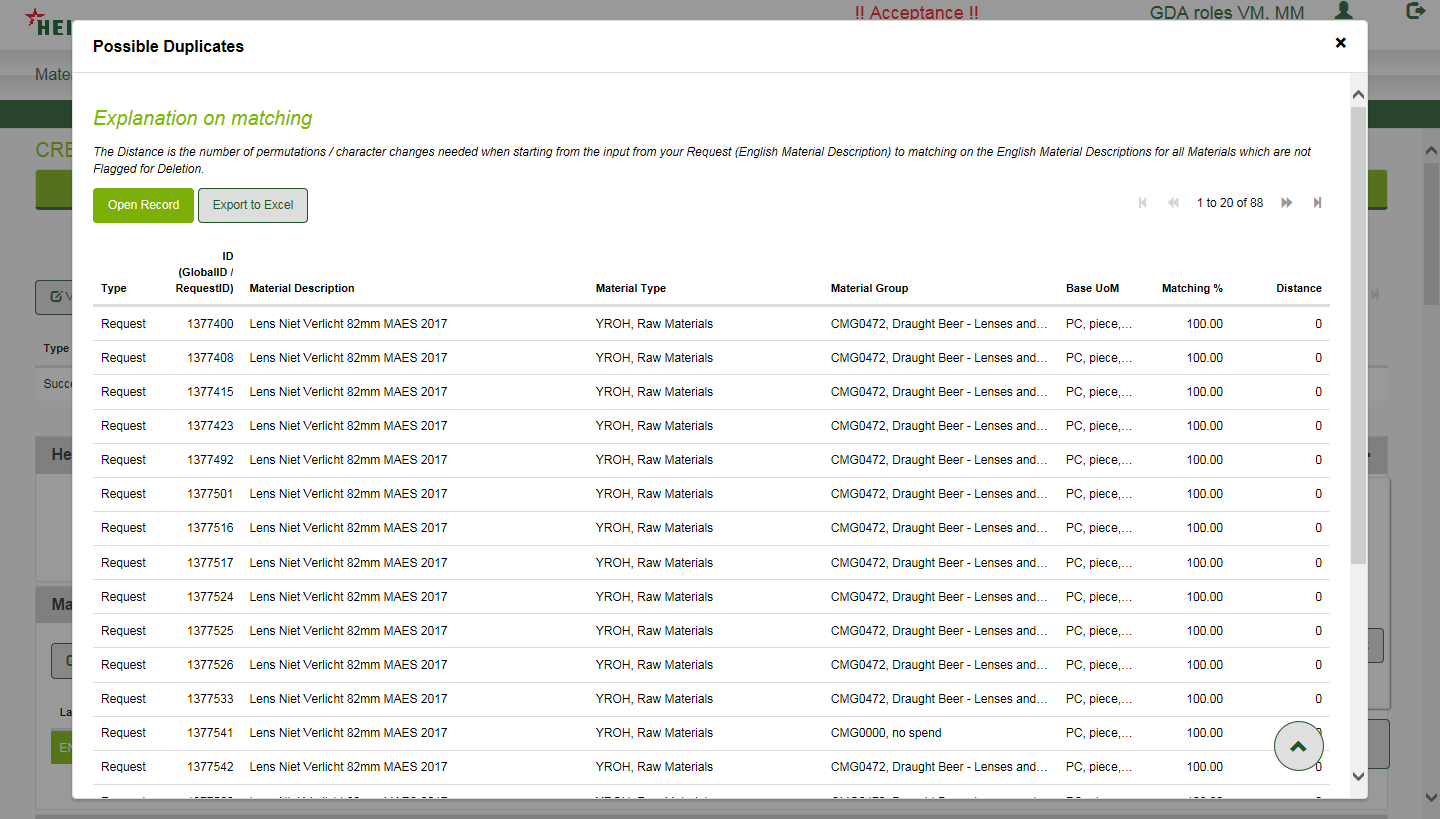 HEI
!! Acceptance !!
GDA roles VM, MM
Possible Duplicates
Mate
Explanation on matching
CRE
The Distance is the number of permutations / character changes needed when starting from the input from your Request (English Material Description) to matching on the English Material Descriptions for all Materials which are not
Flagged for Deletion.
Open Record
Export to Excel
1 to 20 of 88
Type
ID (GlobalID / RequestID)
Material Description
Material Type
Material Group
Base UoM
Matching %
Distance
Request 1377400 Lens Niet Verlicht 82mm MAES 2017 YROH, Raw Materials CMG0472, Draught Beer - Lenses and... PC, piece,... 100.00 0
Type
Request 1377408 Lens Niet Verlicht 82mm MAES 2017 YROH, Raw Materials CMG0472, Draught Beer - Lenses and... PC, piece,... 100.00 0
Succe
Request 1377415 Lens Niet Verlicht 82mm MAES 2017 YROH, Raw Materials CMG0472, Draught Beer - Lenses and... PC, piece,... 100.00 0
Request 1377423 Lens Niet Verlicht 82mm MAES 2017 YROH, Raw Materials CMG0472, Draught Beer - Lenses and... PC, piece,... 100.00 0
He
Request 1377492 Lens Niet Verlicht 82mm MAES 2017 YROH, Raw Materials CMG0472, Draught Beer - Lenses and... PC, piece,... 100.00 0
Request 1377501 Lens Niet Verlicht 82mm MAES 2017 YROH, Raw Materials CMG0472, Draught Beer - Lenses and... PC, piece,... 100.00 0
Request 1377516 Lens Niet Verlicht 82mm MAES 2017 YROH, Raw Materials CMG0472, Draught Beer - Lenses and... PC, piece,... 100.00 0
Request 1377517 Lens Niet Verlicht 82mm MAES 2017 YROH, Raw Materials CMG0472, Draught Beer - Lenses and... PC, piece,... 100.00 0
Request 1377524 Lens Niet Verlicht 82mm MAES 2017 YROH, Raw Materials CMG0472, Draught Beer - Lenses and... PC, piece,... 100.00 0
Ma
Request 1377525 Lens Niet Verlicht 82mm MAES 2017 YROH, Raw Materials CMG0472, Draught Beer - Lenses and... PC, piece,... 100.00 0
Request 1377526 Lens Niet Verlicht 82mm MAES 2017 YROH, Raw Materials CMG0472, Draught Beer - Lenses and... PC, piece,... 100.00 0
Request 1377533 Lens Niet Verlicht 82mm MAES 2017 YROH, Raw Materials CMG0472, Draught Beer - Lenses and... PC, piece,... 100.00 0
La
Request 1377541 Lens Niet Verlicht 82mm MAES 2017 YROH, Raw Materials CMG0000, no spend PC, piece,... 100.00
EN
Request 1377542 Lens Niet Verlicht 82mm MAES 2017 YROH, Raw Materials CMG0472, Draught Beer - Lenses and... PC, piece,... 100.00 0